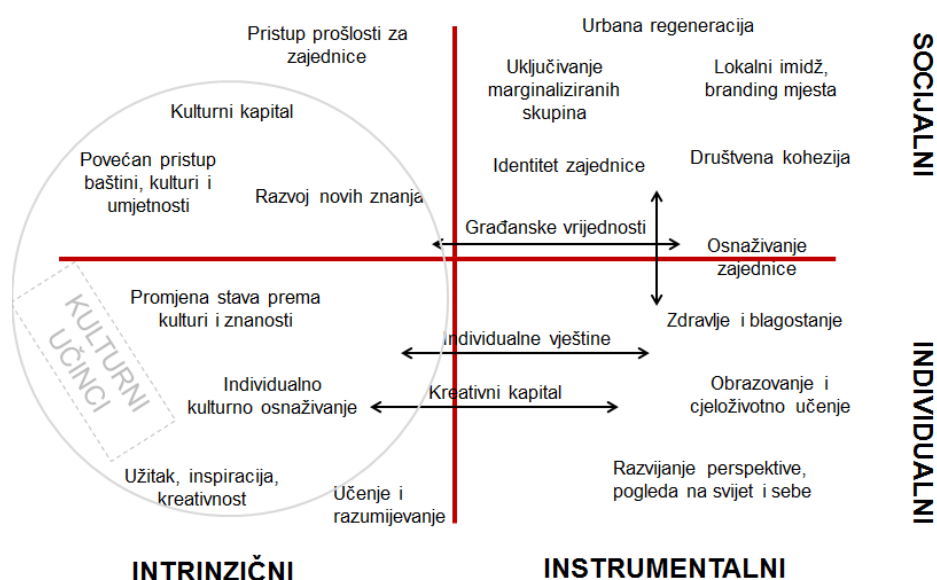 Pristup prošlosti za
zajednice
Kulturni kapital
Povećan pristup
baštini, kulturi i
umjetnosti
Razvoj novih znanja
Urbana regeneracija
Uključivanje
marginaliziranih
skupina
Lokalni imidž,
branding mjesta
Identitet zajednice
Društvena kohezija
Građanske vrijednosti
Osnaživanje
zajednice
SOCIJALNI
Promjena stava prema
kulturi i znanosti
KULTURNI
UČINCI
Individualno
kulturno osnaživanje
Užitak, inspiracija,
kreativnost
Učenje i
razumijevanje
Zdravlje i blagostanje
Individualne vještine
Kreativni kapital
Obrazovanje i
cjeloživotno učenje
Razvijanje perspektive,
pogleda na svijet i sebe
INDIVIDUALNI
INTRINZIČNI
INSTRUMENTALNI